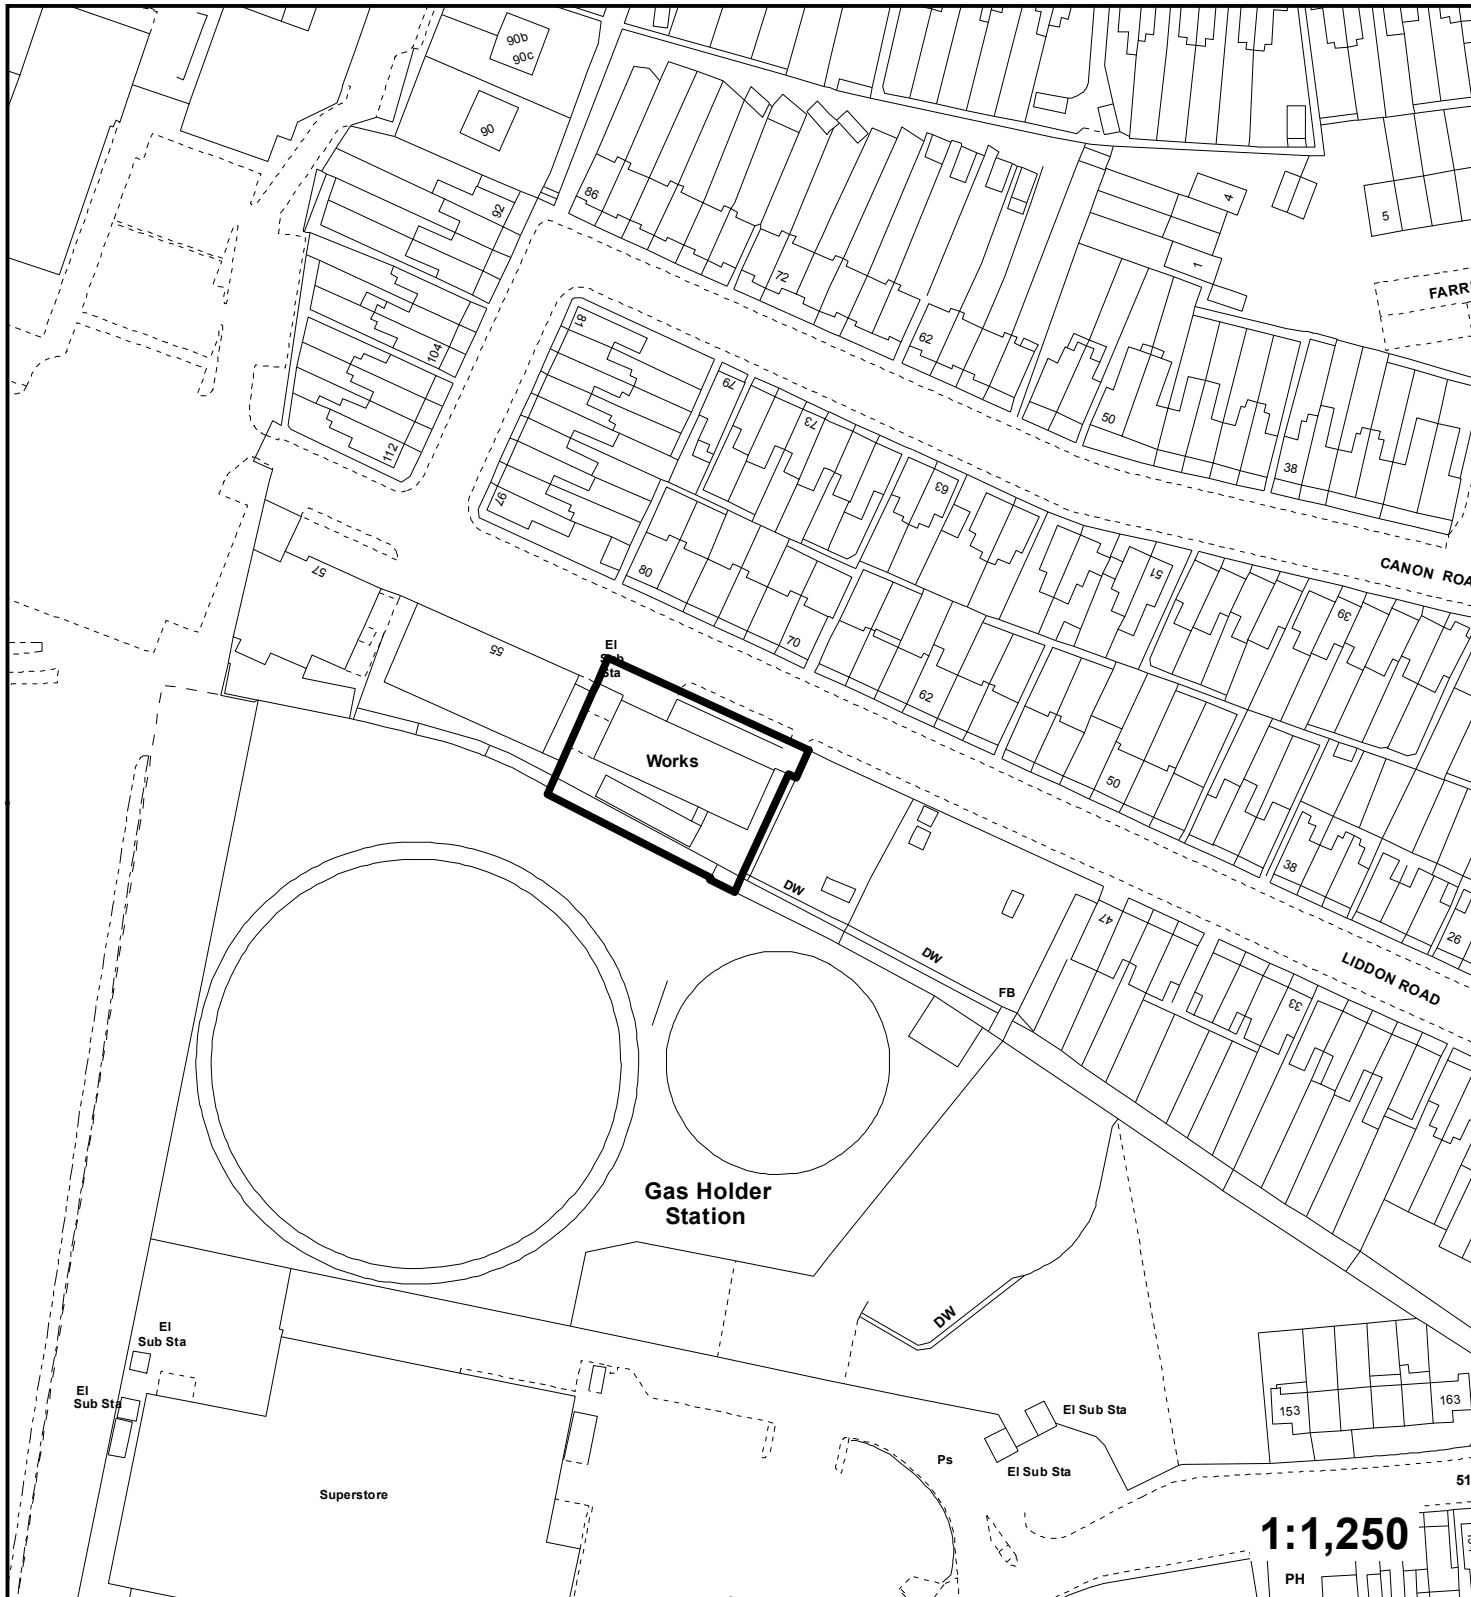 90b
90c
90
86
92
4
5
1
72
FARR
81
62
104
79
50
73
112
38
63
97
CANON ROA
51
57
80
39
70
55
El
Sub
Sta
62
Works
50
38
DW
47
26
DW
LIDDON ROAD
FB
33
Gas Holder
Station
El
Sub Sta
DW
El
Sub Sta
El Sub Sta
153
163
Ps
El Sub Sta
51
Superstore
1:1,250
PH